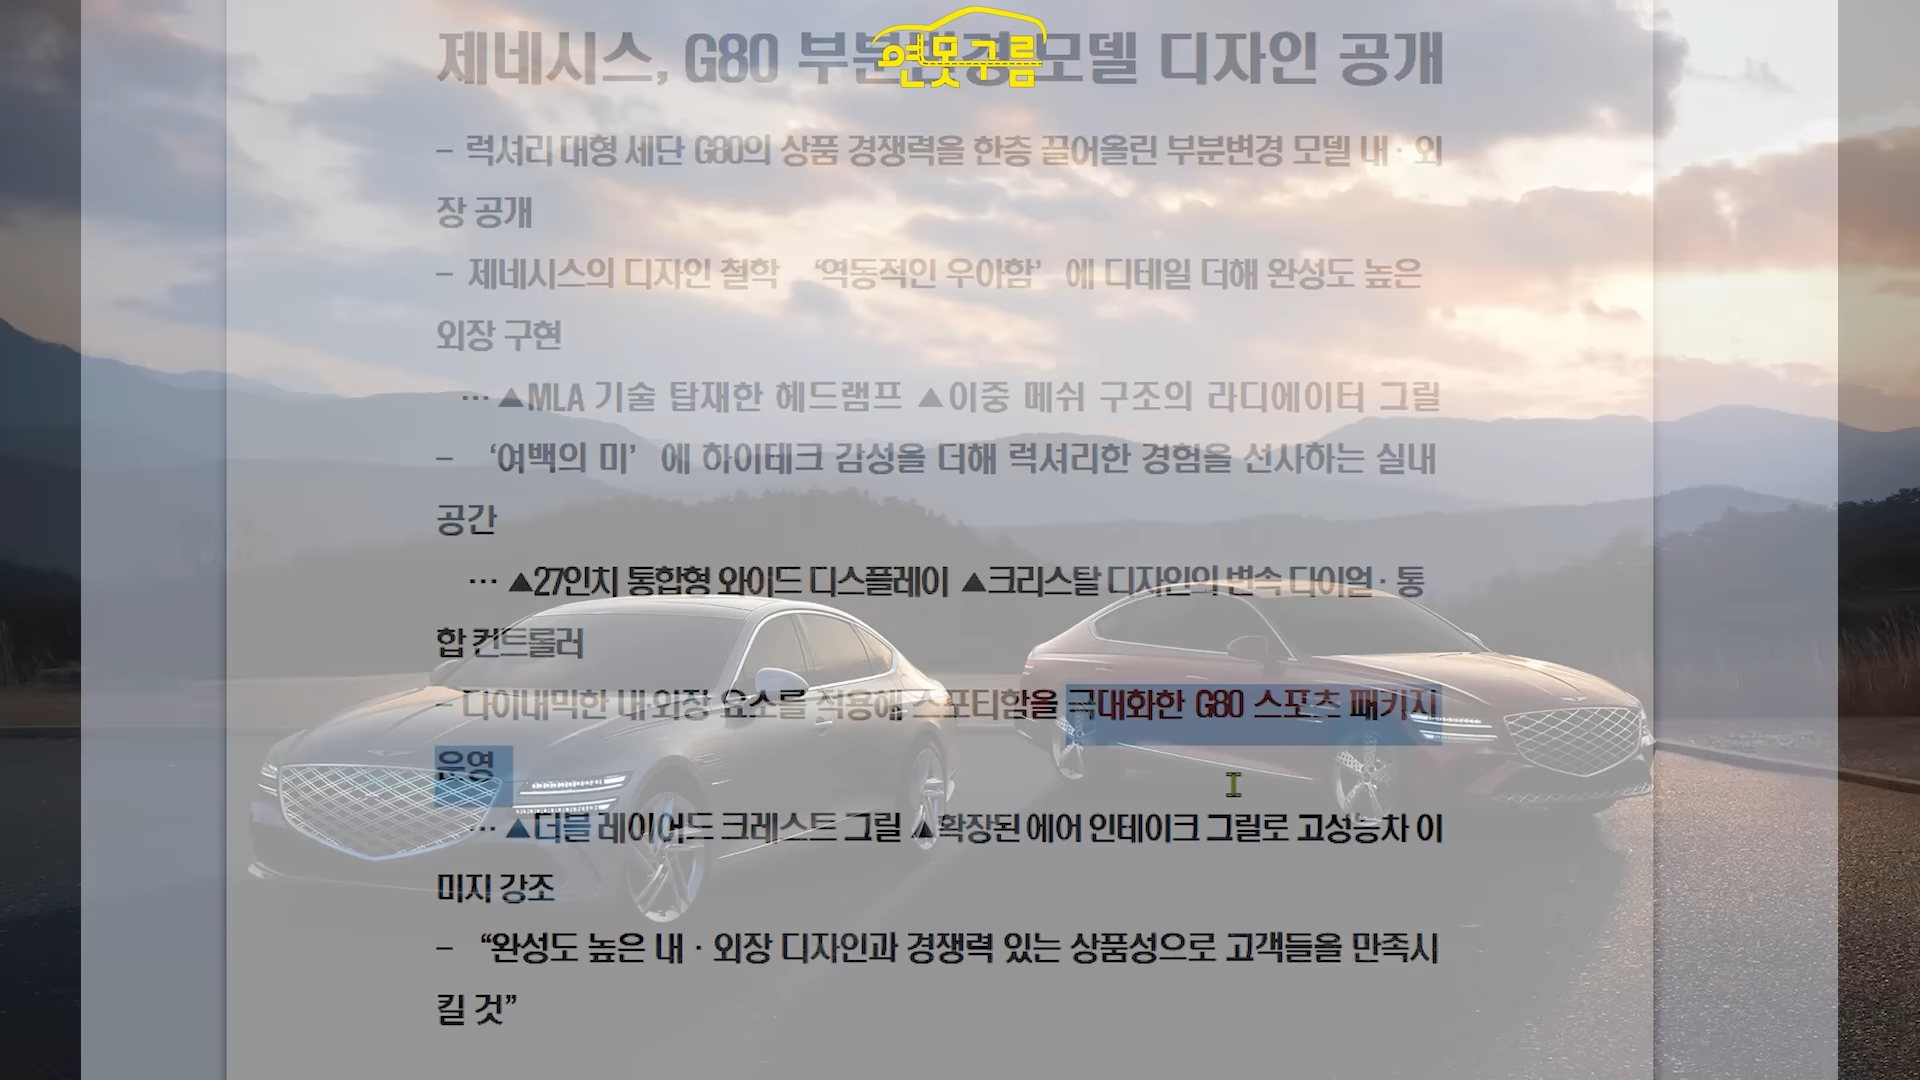 제네시스, G80 부분변경 모델 디자인 공개
연못구름
– 럭셔리 대형 세단 G80의 상품 경쟁력을 한층 끌어올린 부분변경 모델 내 · 외
장 공개
– 제네시스의 디자인 철학 ‘역동적인 우아함’ 에 디테일 더해 완성도 높은
외장 구현
… ▲MLA 기술 탑재한 헤드램프 ▲이중 메쉬 구조의 라디에이터 그릴
– ‘여백의 미’ 에 하이테크 감성을 더해 럭셔리한 경험을 선사하는 실내
공간
… ▲27인치 통합형 와이드 디스플레이 ▲크리스탈 디자인의 변속 다이얼 · 통
합 컨트롤러
– 다이내믹한 내·외장 요소를 적용해 스포티함을 극대화한 G80 스포츠 패키지
운영
… ▲더블 레이어드 크레스트 그릴 ▲확장된 에어 인테이크 그릴로 고성능차 이
미지 강조
– “완성도 높은 내 · 외장 디자인과 경쟁력 있는 상품성으로 고객들을 만족시
킬 것”